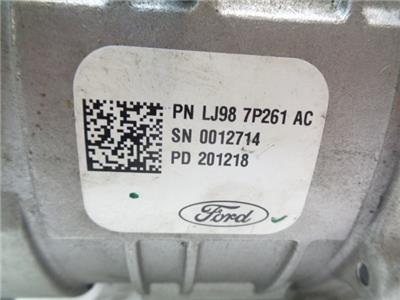 PN LJ98 7P261 AC
SN 0012714
PD 201218
Ford